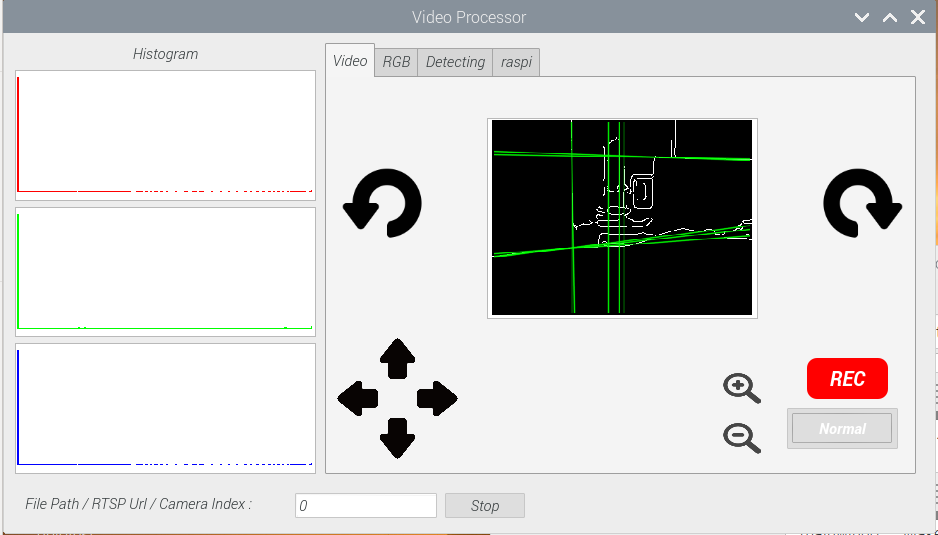 Video Processor
Histogram
Video
RGB
Detecting
raspi
REC
Normal
File Path / RTSP Url / Camera Index :
0
Stop